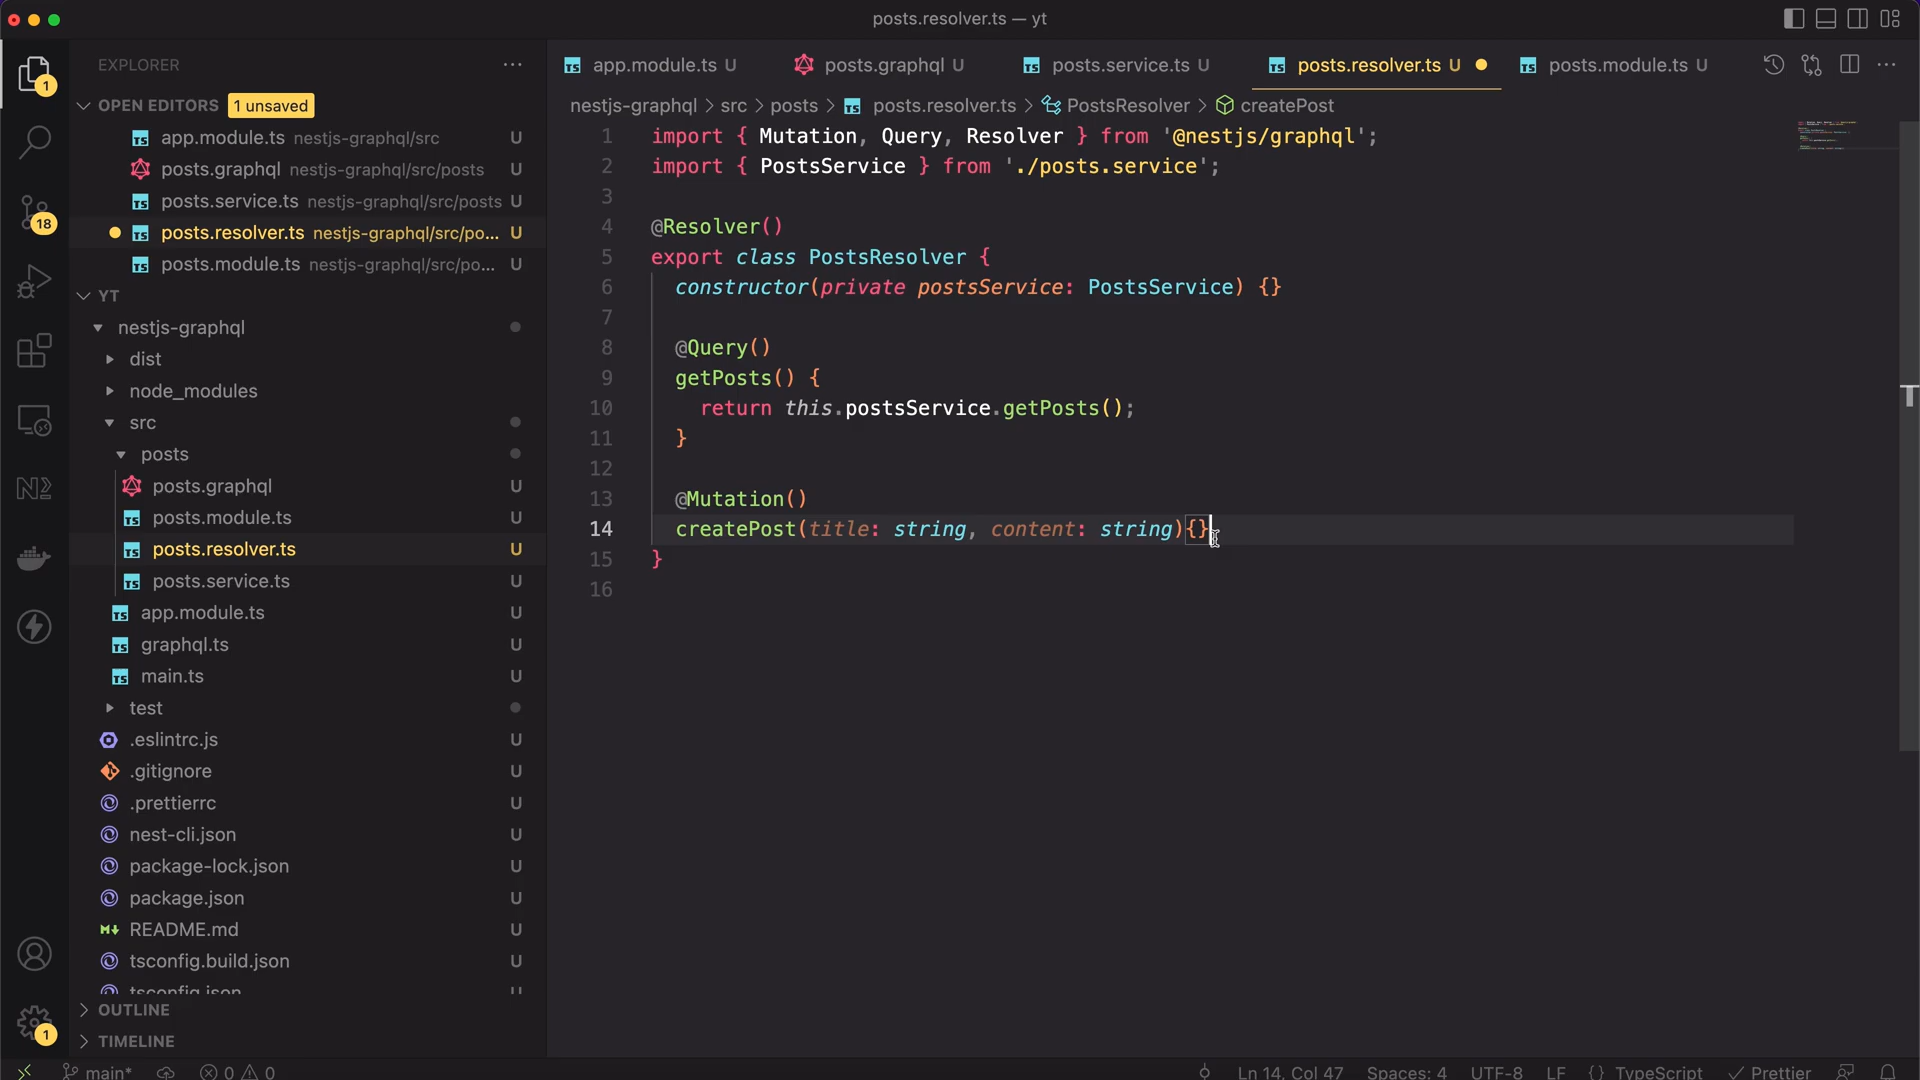 posts.resolver.ts — yt
EXPLORER
OPEN EDITORS 1 unsaved
app.module.ts nestjs-graphql/src U
posts.graphql nestjs-graphql/src/posts U
posts.service.ts nestjs-graphql/src/posts U
posts.resolver.ts nestjs-graphql/src/po... U
posts.module.ts nestjs-graphql/src/po... U
YT
nestjs-graphql
dist
node_modules
src
posts
posts.graphql U
posts.module.ts U
posts.resolver.ts U
posts.service.ts U
app.module.ts U
graphql.ts U
main.ts U
test
.eslintrc.js U
.gitignore U
.prettierrc U
nest-cli.json U
package-lock.json U
package.json U
README.md U
tsconfig.build.json U
tsconfig.json U
OUTLINE
TIMELINE
1
18
1
app.module.ts U posts.graphql U posts.service.ts U posts.resolver.ts U posts.module.ts U
nestjs-graphql > src > posts > posts.resolver.ts > PostsResolver > createPost
1 import { Mutation, Query, Resolver } from '@nestjs/graphql';
2 import { PostsService } from './posts.service';
3
4 @Resolver()
5 export class PostsResolver {
6 constructor(private postsService: PostsService) {}
7
8 @Query()
9 getPosts() {
10 return this.postsService.getPosts();
11 }
12
13 @Mutation()
14 createPost(title: string, content: string){}
15 }
16
main* 0 0 Ln 14, Col 47 Spaces: 4 UTF-8 LF {} TypeScript Prettier